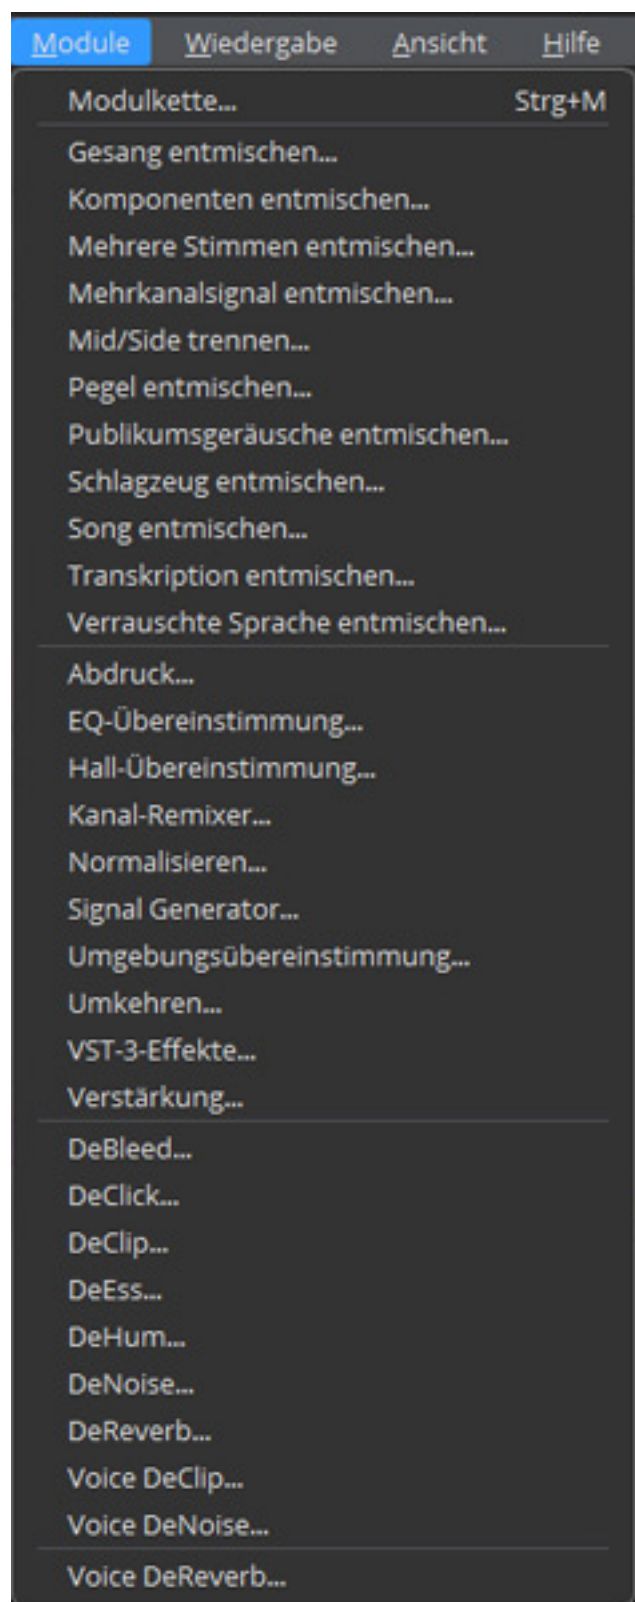 Module Wiedergabe Ansicht Hilfe
Modulkette... Strg+M
Gesang entmischen...
Komponenten entmischen...
Mehrere Stimmen entmischen...
Mehrkanalsignal entmischen...
Mid/Side trennen...
Pegel entmischen...
Publikumsgeräusche entmischen...
Schlagzeug entmischen...
Song entmischen...
Transkription entmischen...
Verrauschte Sprache entmischen...
Abdruck...
EQ-Übereinstimmung...
Hall-Übereinstimmung...
Kanal-Remixer...
Normalisieren...
Signal Generator...
Umgebungsübereinstimmung...
Umkehren...
VST-3-Effekte...
Verstärkung...
DeBleed...
DeClick...
DeClip...
DeEss...
DeHum...
DeNoise...
DeReverb...
Voice DeClip...
Voice DeNoise...
Voice DeReverb...